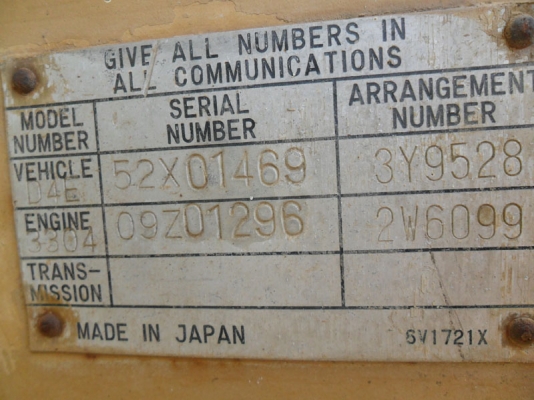 GIVE ALL NUMBERS IN
ALL COMMUNICATIONS
MODEL NUMBER SERIAL NUMBER ARRANGEMENT NUMBER
VEHICLE D4E 52X01469 3Y9528
ENGINE 3304 09Z01296 2W6099
TRANS-
MISSION
MADE IN JAPAN 6V1721X